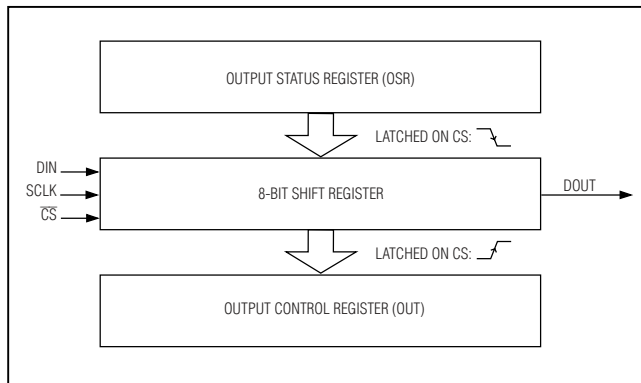 OUTPUT STATUS REGISTER (OSR)
LATCHED ON CS:
DIN
SCLK
CS
8-BIT SHIFT REGISTER
DOUT
LATCHED ON CS:
OUTPUT CONTROL REGISTER (OUT)